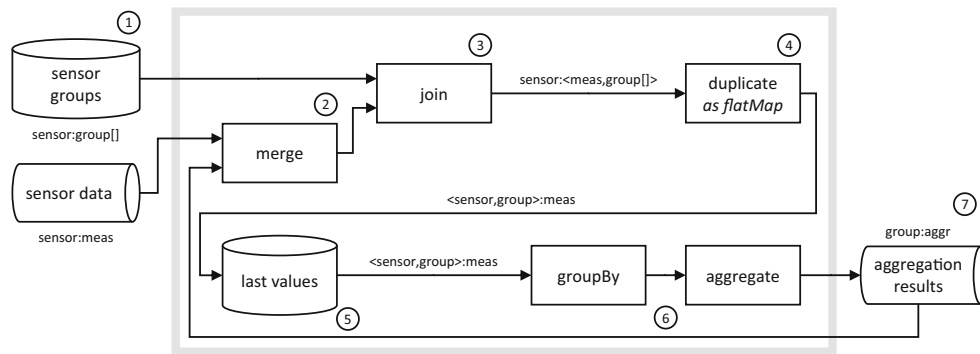 1
sensor
groups
sensor:group[]
sensor data
sensor:meas
2
merge
3
join
sensor:<meas,group[]>
4
duplicate
as flatMap
<sensor,group>:meas
last values
5
<sensor,group>:meas
groupBy
6
aggregate
7
group:aggr
aggregation
results